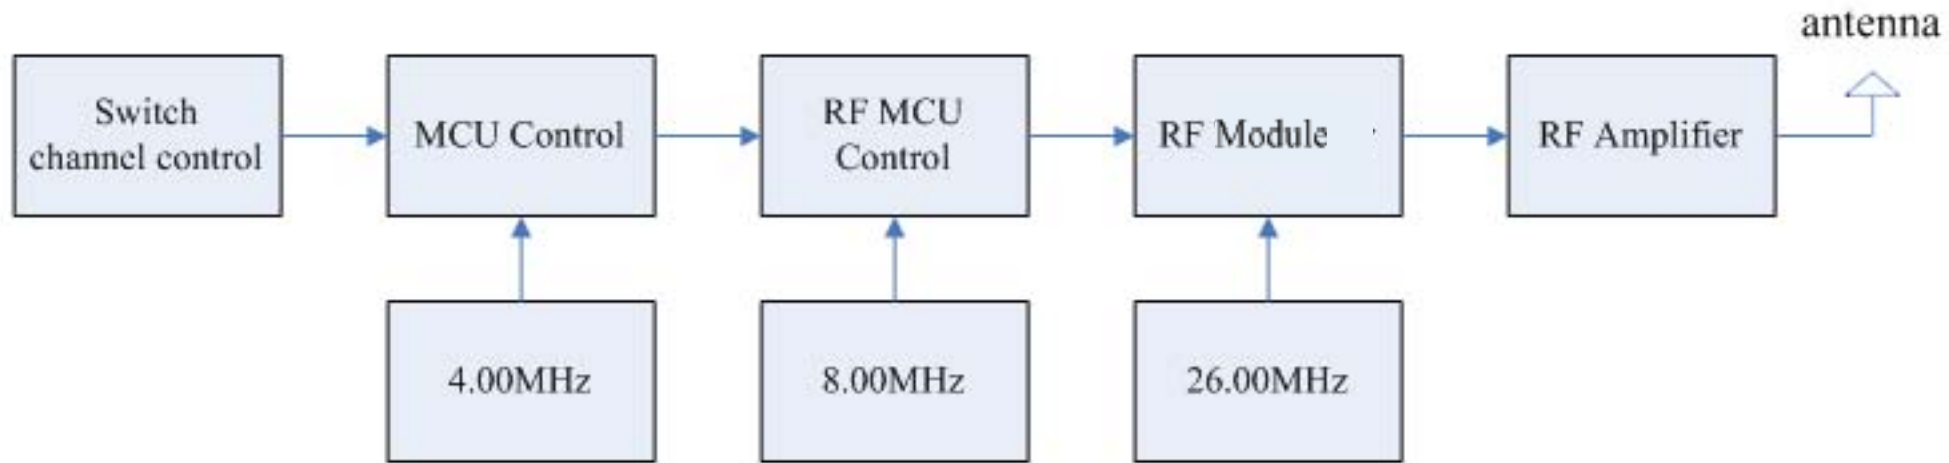 antenna
Switch
channel control
MCU Control
RF MCU
Control
RF Module
RF Amplifier
4.00MHz
8.00MHz
26.00MHz